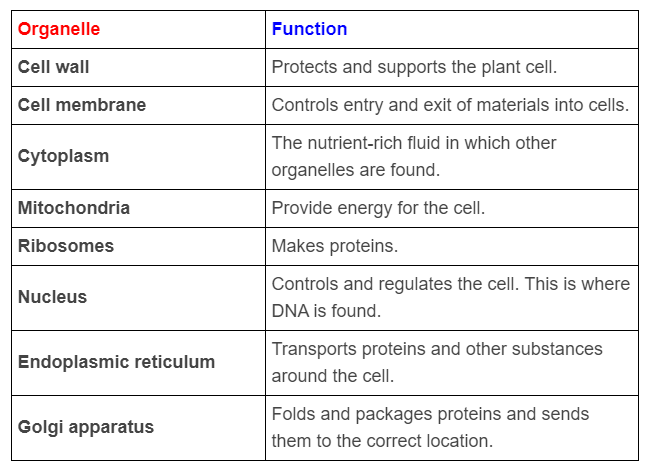 Organelle Function
Cell wall Protects and supports the plant cell.
Cell membrane Controls entry and exit of materials into cells.
Cytoplasm The nutrient-rich fluid in which other
organelles are found.
Mitochondria Provide energy for the cell.
Ribosomes Makes proteins.
Nucleus Controls and regulates the cell. This is where
DNA is found.
Endoplasmic reticulum Transports proteins and other substances
around the cell.
Golgi apparatus Folds and packages proteins and sends
them to the correct location.